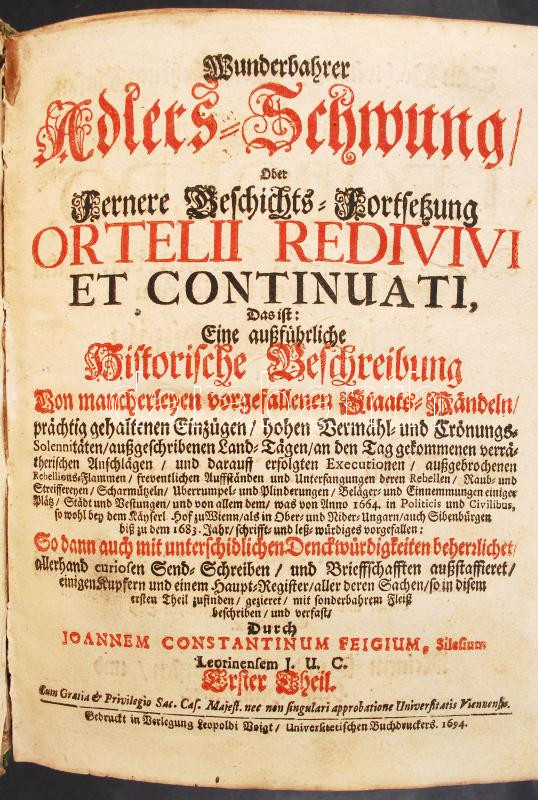 Wunderbahrer
Adlers-Schwung/
Oder
Fernere Geschichts-Fortsetzung
ORTELII REDIVIVI
ET CONTINUATI,
Das ist:
Eine außführliche
Historische Beschreibung
Von mancherleyen vorgefallenen Staats-Händeln/
prächtig gehaltenen Einzügen/ hohen Vermähl- und Crönungs-
Solennitäten/ außgeschribenen Land-Tägen/ an den Tag gekommenen verrä-
therischen Anschlägen / und darauff erfolgten Executionen / außgebrochenen
Rebellions-Flammen/ freventlichen Auffständen und Unterfangungen deren Rebellen/ Raub- und
Streiffereyen/ Scharmützeln/ Uberrumpel- und Plinderungen/ Beläger- und Einnemmungen einiger
Plätz/ Städt und Vestungen/ und von allem dem/ was von Anno 1664. in Politicis und Civilibus,
so wohl bey dem Käyserl. Hof zu Wienn/ als in Ober- und Nider-Ungarn/ auch Sibenbürgen
biß zu dem 1683. Jahr/ schrifft- und leß-würdiges vorgefallen:
So dann auch mit unterschidlichen Denckwürdigkeiten beherrlichet/
allerhand curiosen Send-Schreiben / und Brieffschafften außstaffieret/
einigen Kupfern und einem Haupt-Register/ aller deren Sachen/ so in disem
ersten Theil zufinden/ gezieret/ mit sonderbahrem Fleiß
beschriben/ und verfast/
Durch
JOANNEM CONSTANTINUM FEIGIUM, Silesium
Leorinensem J. U. C.
Erster Theil.
Cum Gratia & Privilegio Sac. Cæs. Majest. nec non singulari approbatione Universitatis Viennensis.
Gedruckt in Verlegung Leopoldi Voigt/ Universitetischen Buchdruckers. 1694.